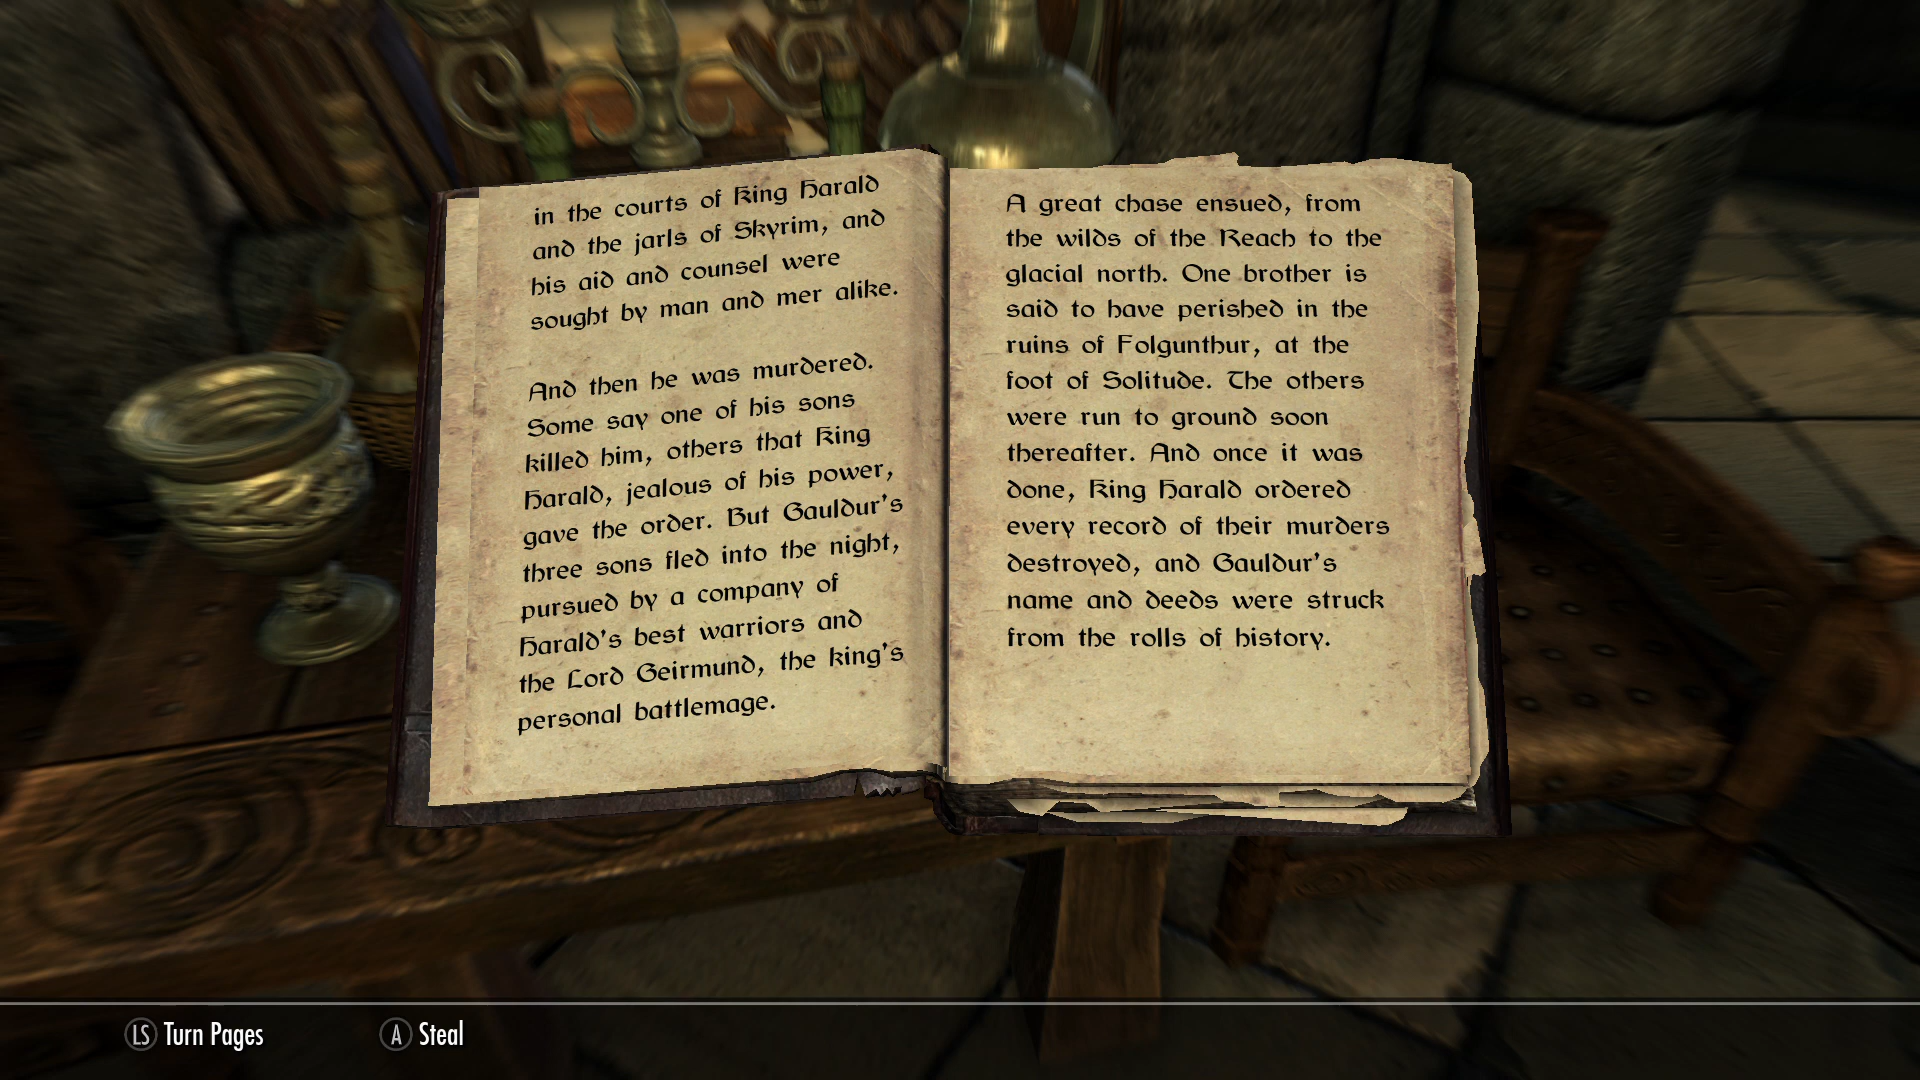 in the courts of King Harald
and the jarls of Skyrim, and
his aid and counsel were
sought by man and mer alike.
And then he was murdered.
Some say one of his sons
killed him, others that King
Harald, jealous of his power,
gave the order. But Gauldur's
three sons fled into the night,
pursued by a company of
Harald's best warriors and
the Lord Geirmund, the king's
personal battlemage.
A great chase ensued, from
the wilds of the Reach to the
glacial north. One brother is
said to have perished in the
ruins of Folgunthur, at the
foot of Solitude. The others
were run to ground soon
thereafter. And once it was
done, King Harald ordered
every record of their murders
destroyed, and Gauldur's
name and deeds were struck
from the rolls of history.
LS Turn Pages
A Steal